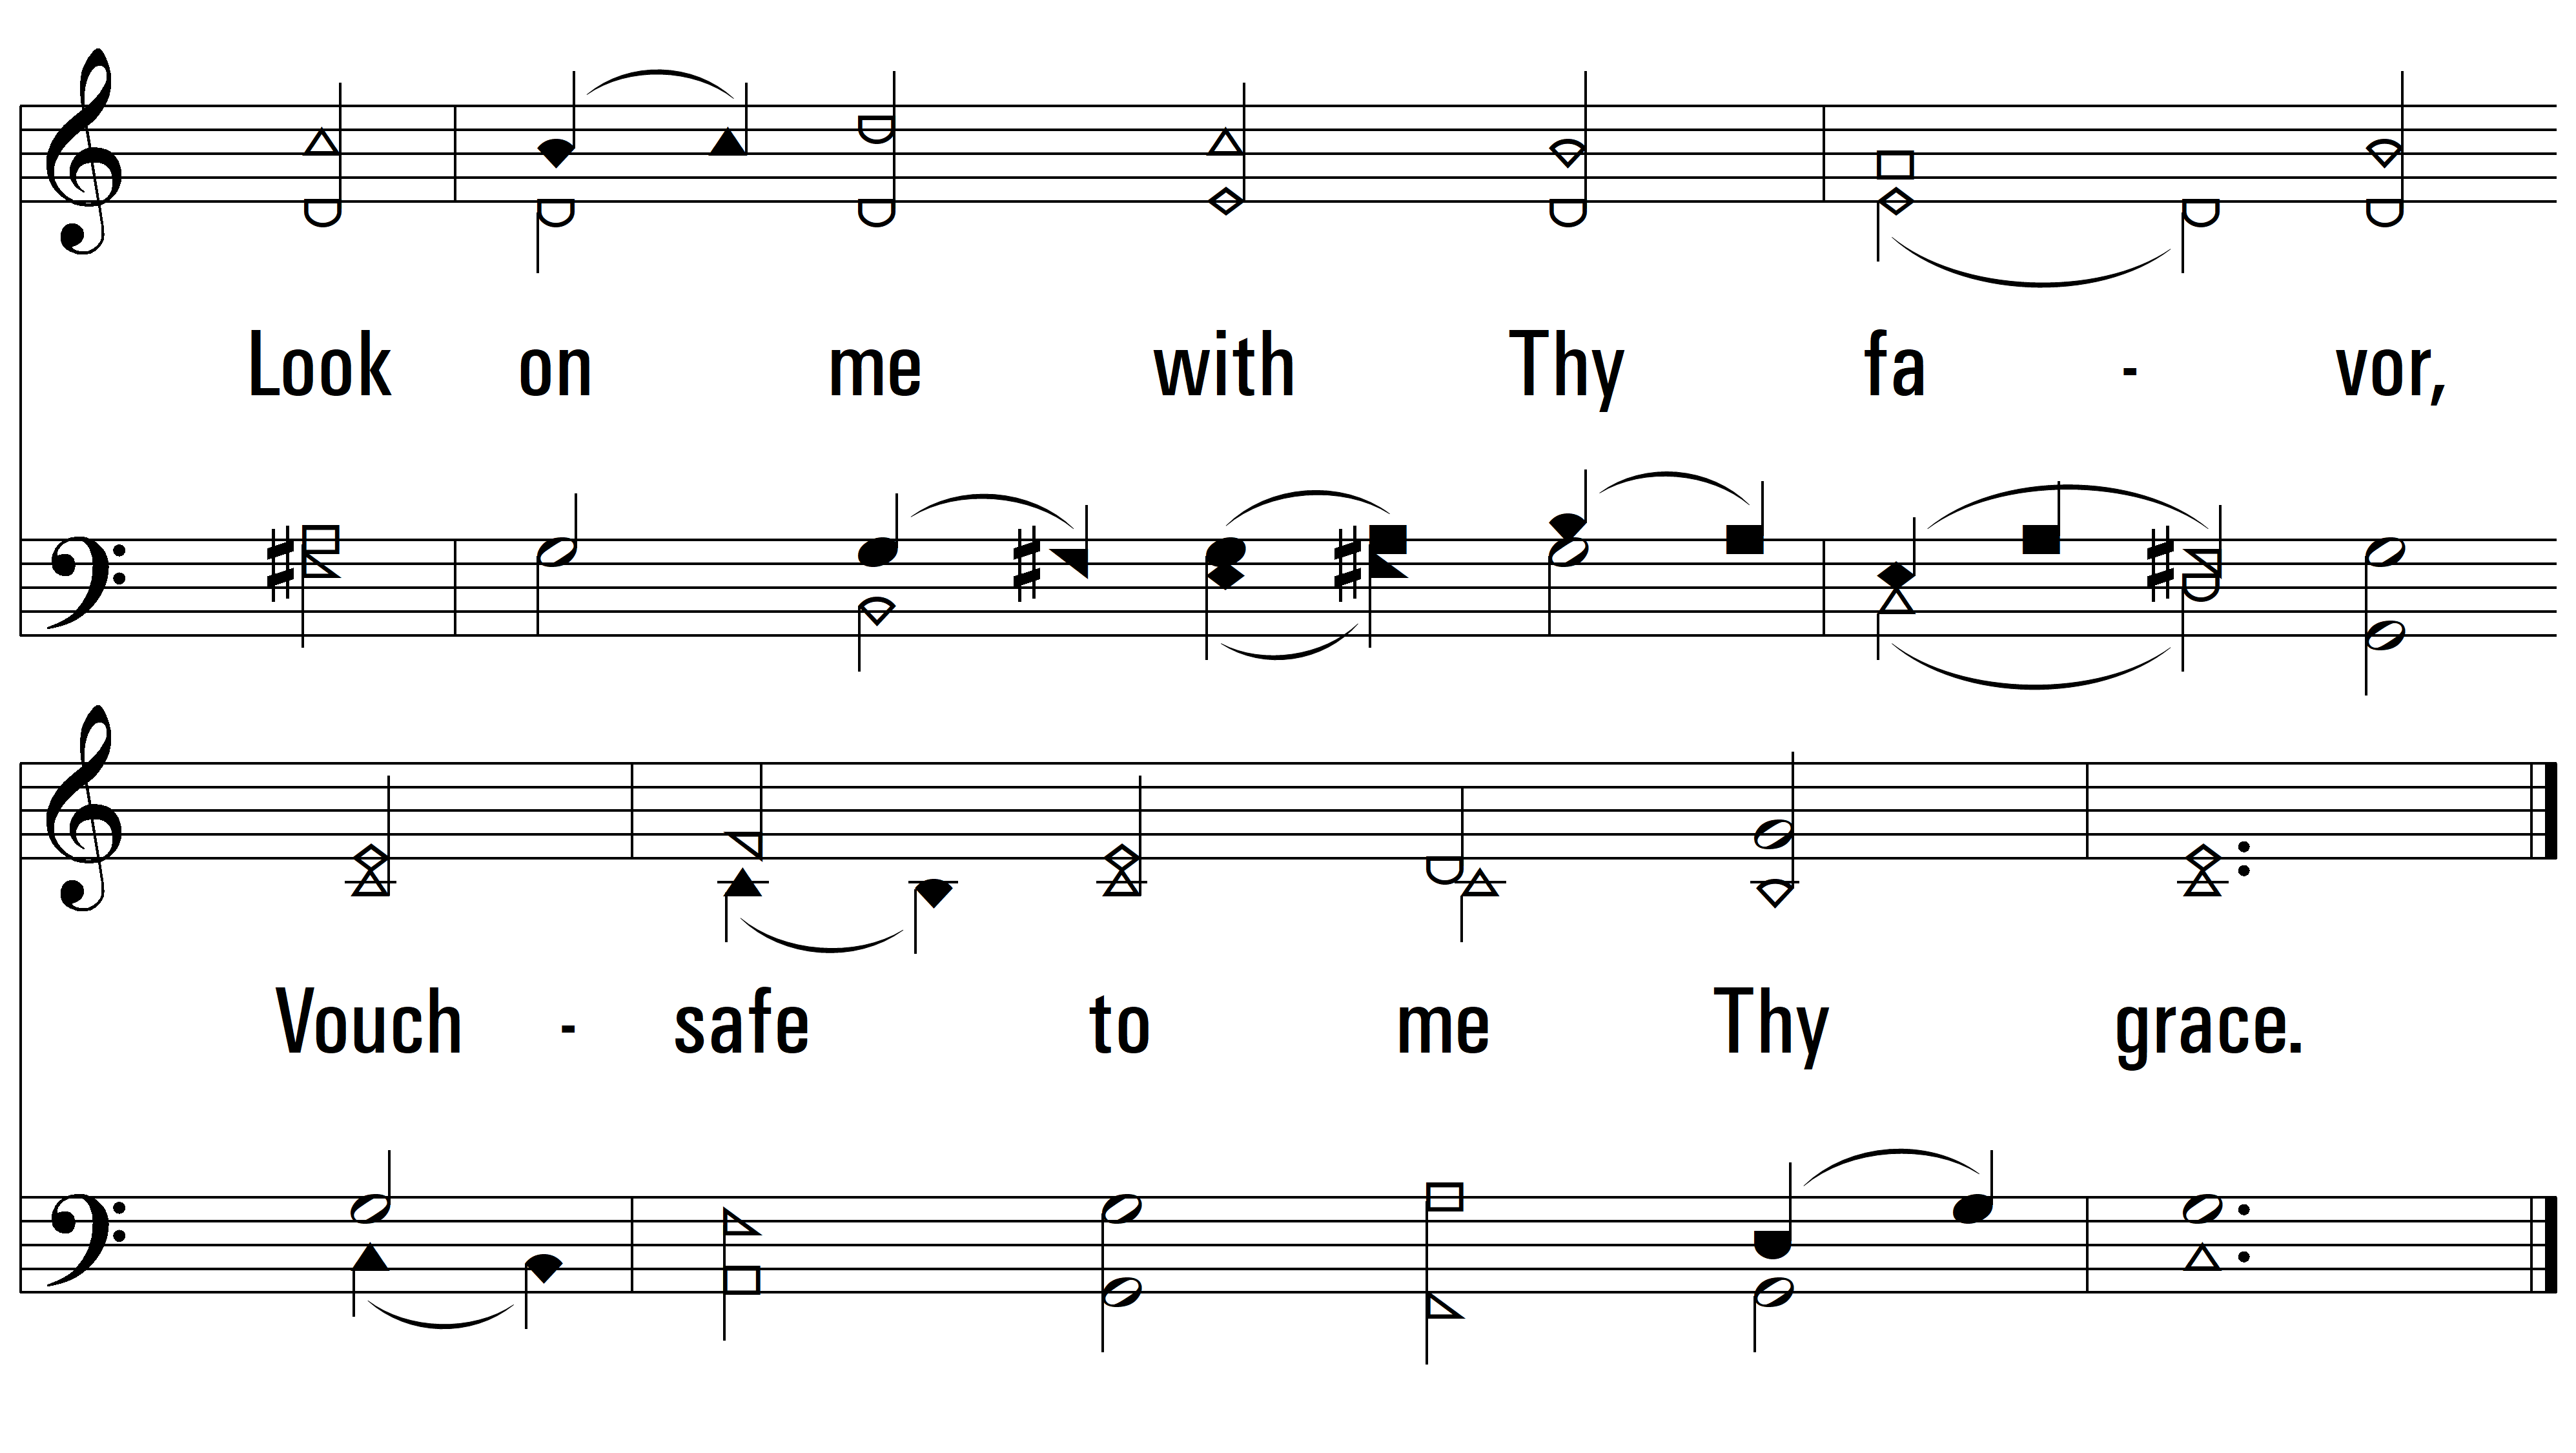 Look on me with Thy fa - vor,
Vouch - safe to me Thy grace.